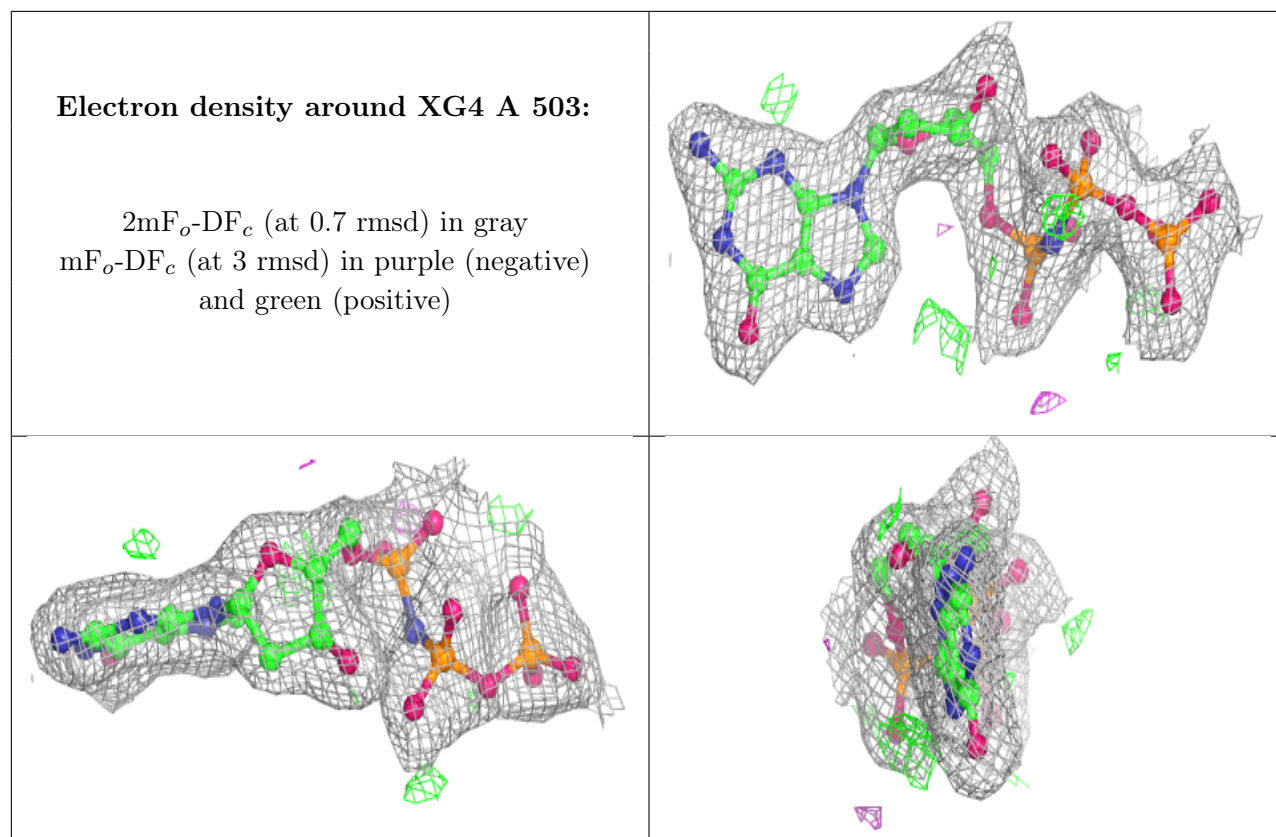 Electron density around XG4 A 503:
2mFo-DFc (at 0.7 rmsd) in gray
mFo-DFc (at 3 rmsd) in purple (negative)
and green (positive)